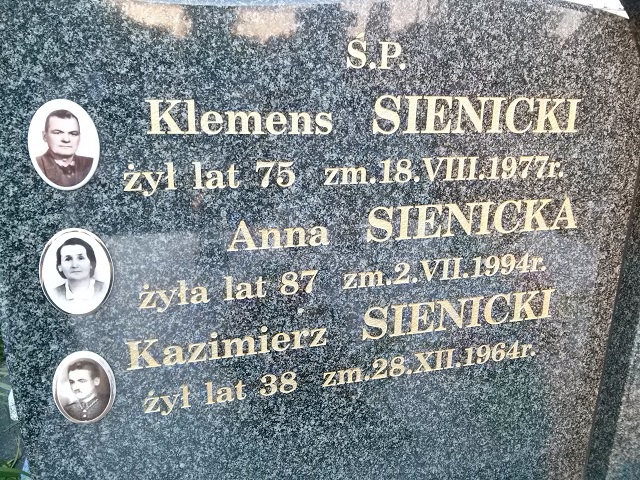 Ś.P.
Klemens SIENICKI
żył lat 75 zm.18.VIII.1977r.
Anna SIENICKA
żyła lat 87 zm.2.VII.1994r.
Kazimierz SIENICKI
żył lat 38 zm.28.XII.1964r.